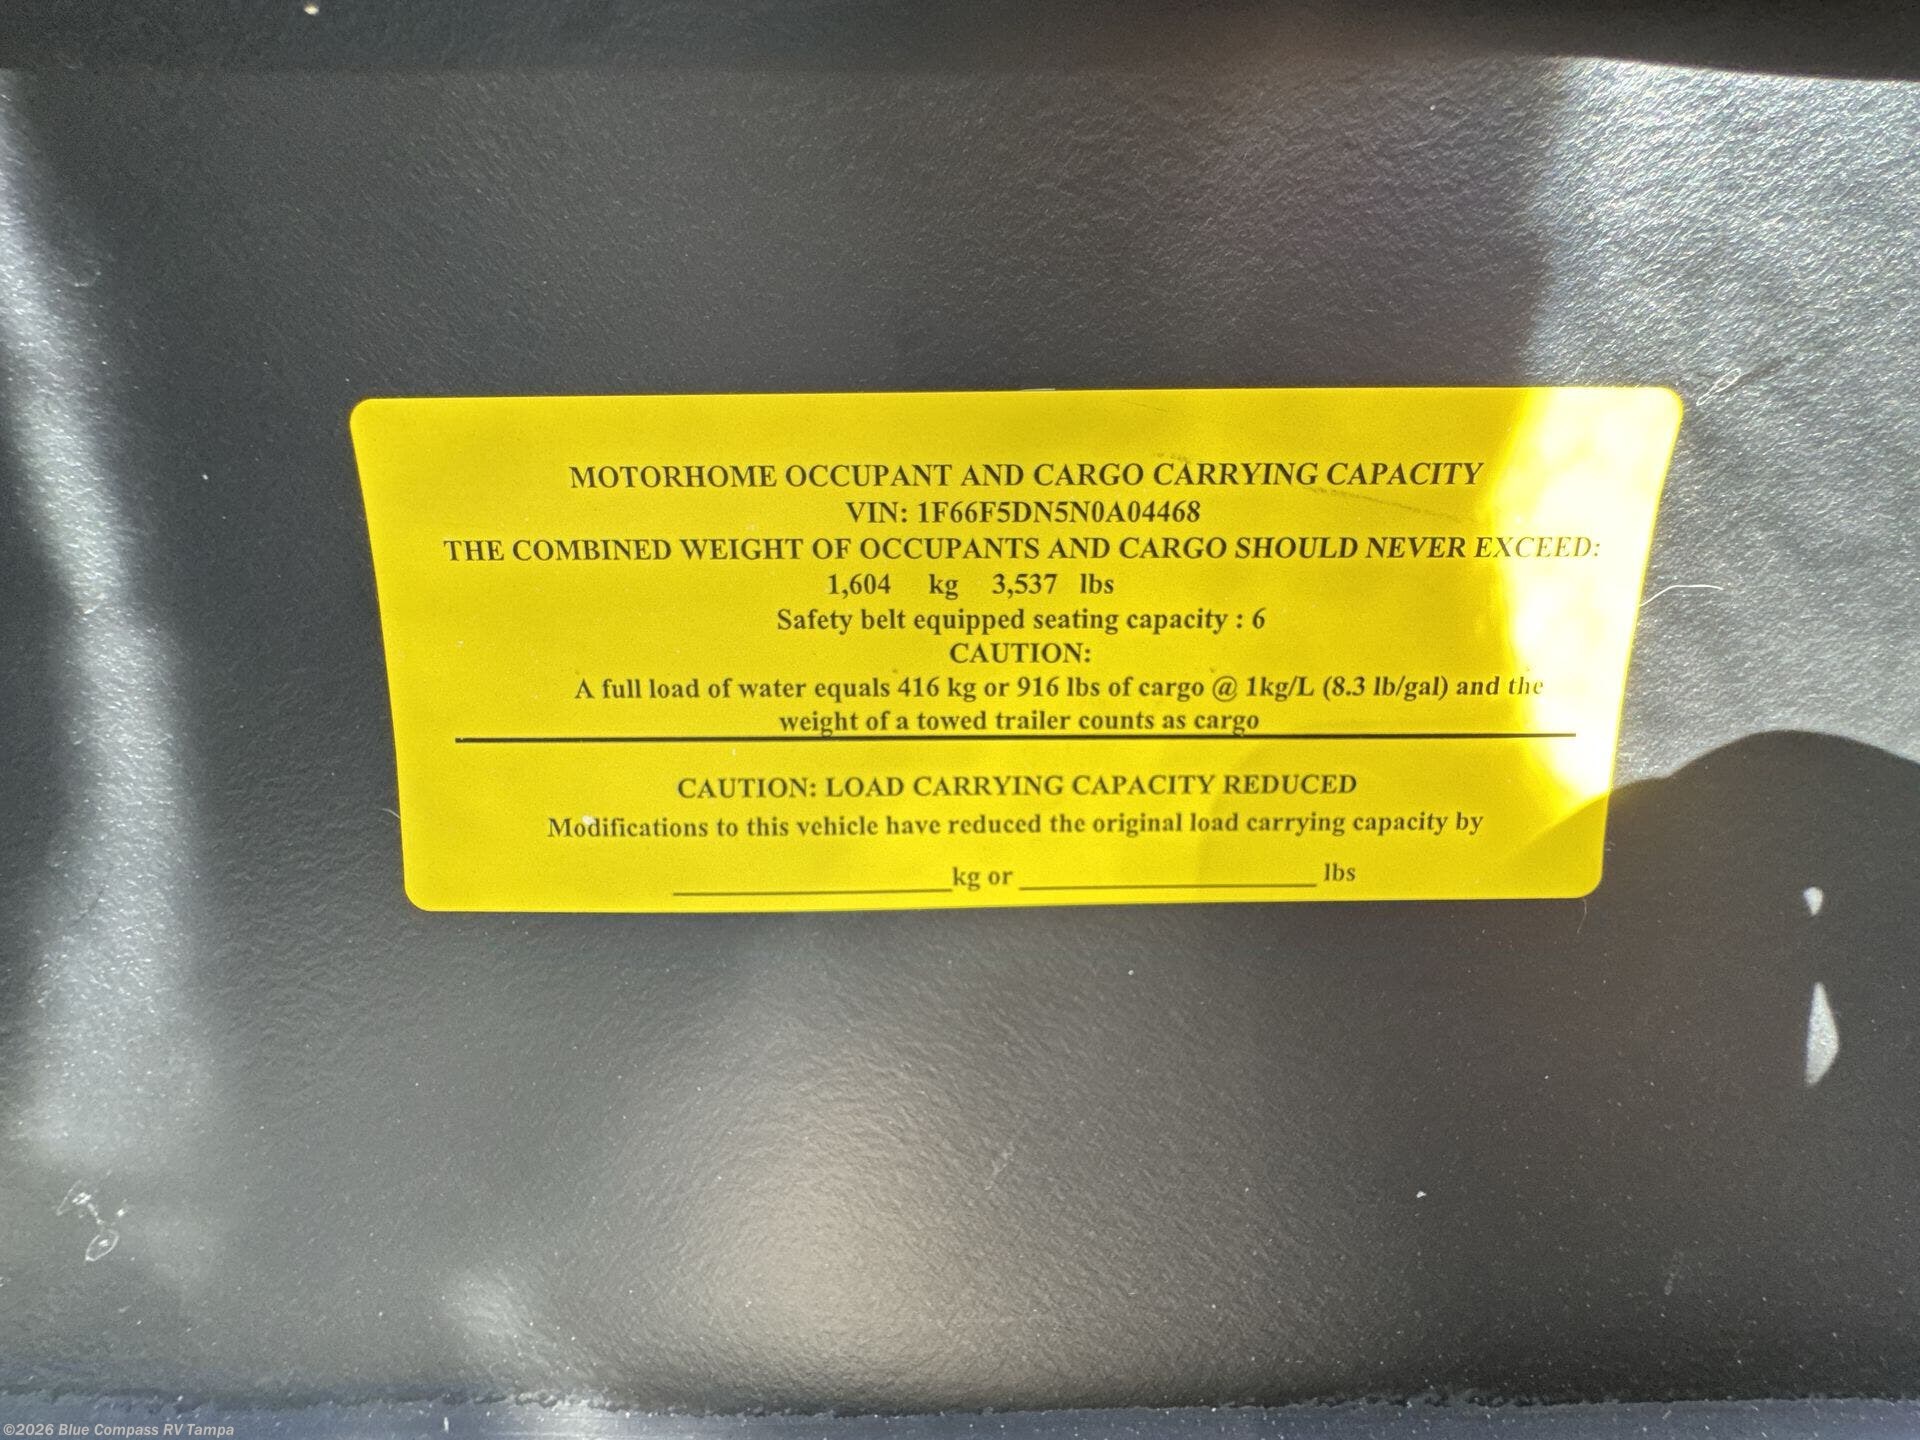 MOTORHOME OCCUPANT AND CARGO CARRYING CAPACITY
VIN: 1F66F5DN5N0A04468
THE COMBINED WEIGHT OF OCCUPANTS AND CARGO SHOULD NEVER EXCEED:
1,604 kg 3,537 lbs
Safety belt equipped seating capacity : 6
CAUTION:
A full load of water equals 416 kg or 916 lbs of cargo @ 1kg/L (8.3 lb/gal) and the
weight of a towed trailer counts as cargo
CAUTION: LOAD CARRYING CAPACITY REDUCED
Modifications to this vehicle have reduced the original load carrying capacity by
____________________kg or ____________________ lbs
©2026 Blue Compass RV Tampa